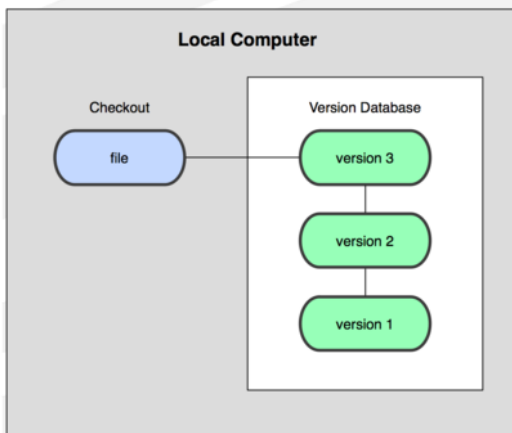 Local Computer
Checkout
Version Database
file
version 3
version 2
version 1